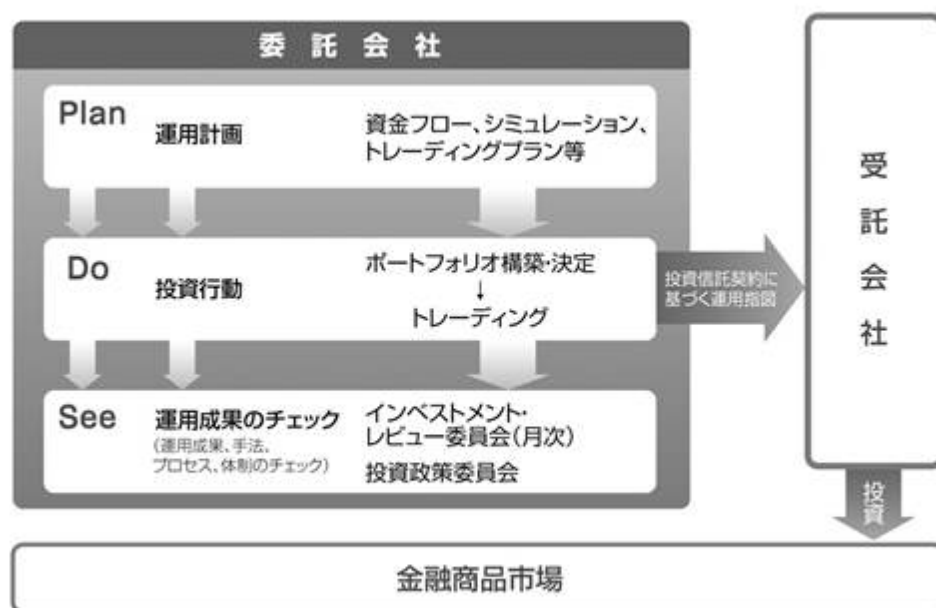 委託会社
Plan
運用計画
資金フロー、シミュレーション、
トレーディングプラン等
Do
投資行動
ポートフォリオ構築・決定
↓
トレーディング
投資信託契約に
基づく運用指図
See
運用成果のチェック
(運用成果、手法、
プロセス、体制のチェック)
インベストメント・
レビュー委員会(月次)
投資政策委員会
受託会社
投資
金融商品市場